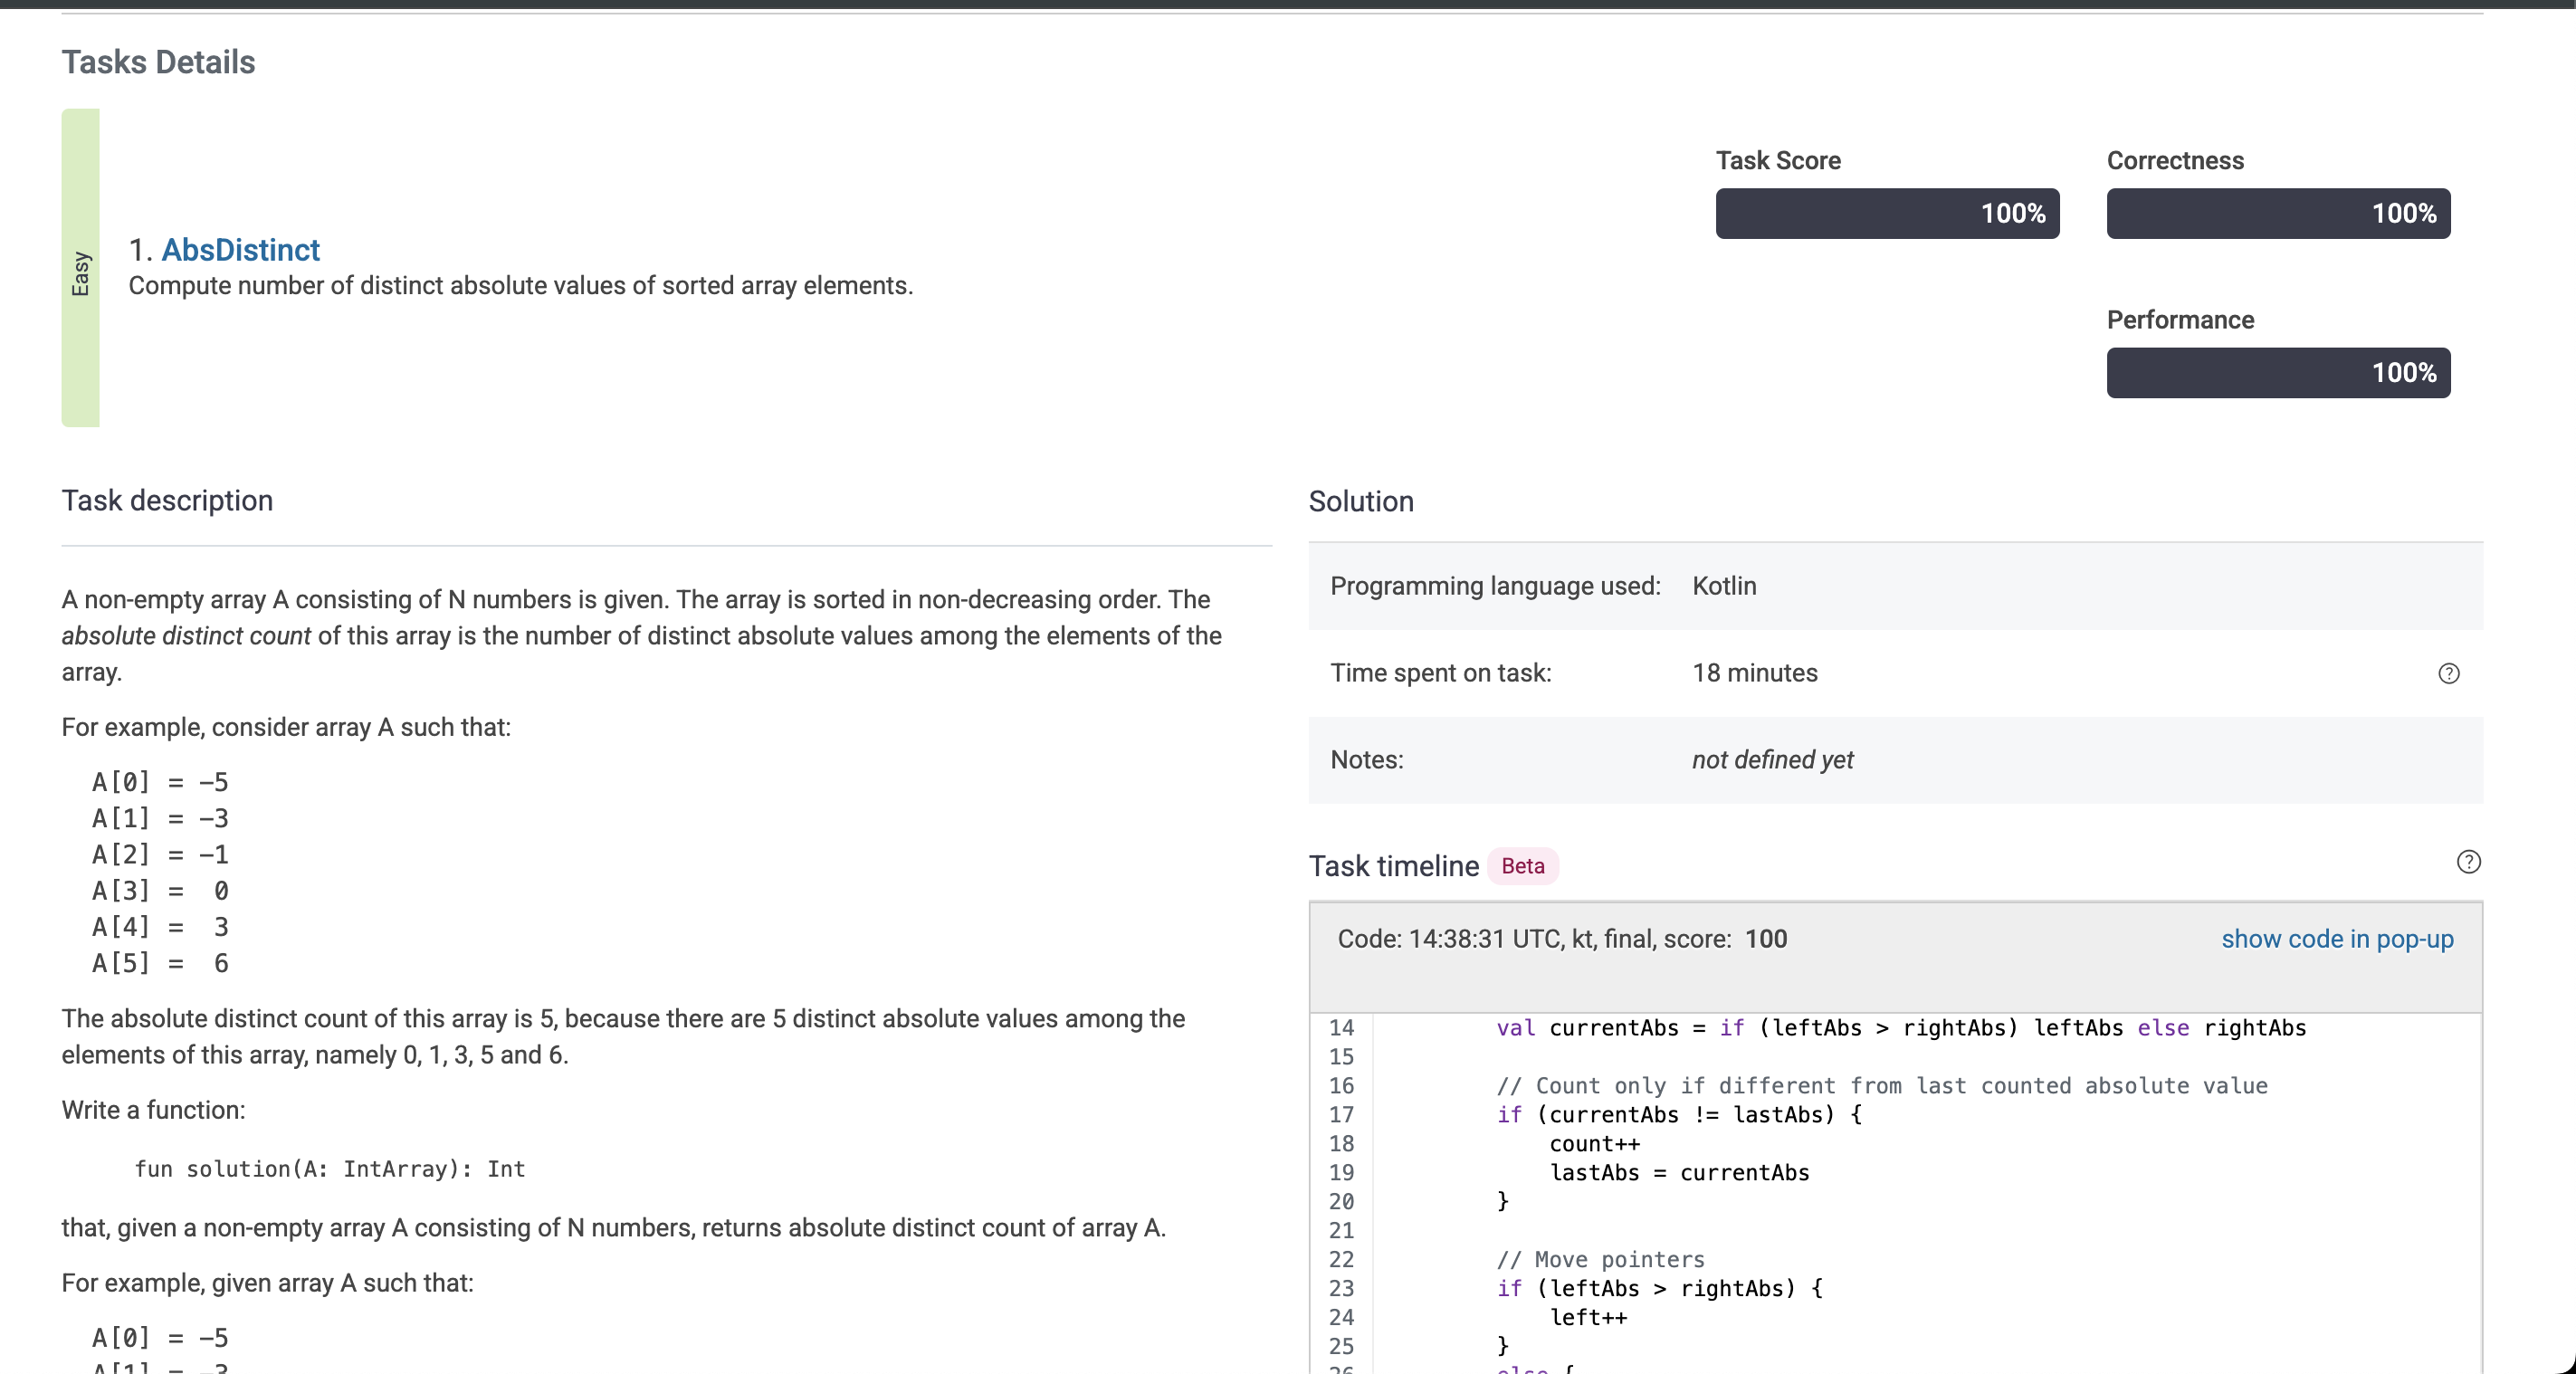 Tasks Details
Easy
1. AbsDistinct
Compute number of distinct absolute values of sorted array elements.
Task Score
100%
Correctness
100%
Performance
100%
Task description
A non-empty array A consisting of N numbers is given. The array is sorted in non-decreasing order. The
absolute distinct count of this array is the number of distinct absolute values among the elements of the
array.
For example, consider array A such that:
A[0] = -5
A[1] = -3
A[2] = -1
A[3] =  0
A[4] =  3
A[5] =  6
The absolute distinct count of this array is 5, because there are 5 distinct absolute values among the
elements of this array, namely 0, 1, 3, 5 and 6.
Write a function:
fun solution(A: IntArray): Int
that, given a non-empty array A consisting of N numbers, returns absolute distinct count of array A.
For example, given array A such that:
A[0] = -5
A[1] = -3
Solution
Programming language used: Kotlin
Time spent on task: 18 minutes
?
Notes: not defined yet
Task timeline Beta
?
Code: 14:38:31 UTC, kt, final, score: 100
show code in pop-up
14 val currentAbs = if (leftAbs > rightAbs) leftAbs else rightAbs
15
16 // Count only if different from last counted absolute value
17 if (currentAbs != lastAbs) {
18 count++
19 lastAbs = currentAbs
20 }
21
22 // Move pointers
23 if (leftAbs > rightAbs) {
24 left++
25 }
26 else {